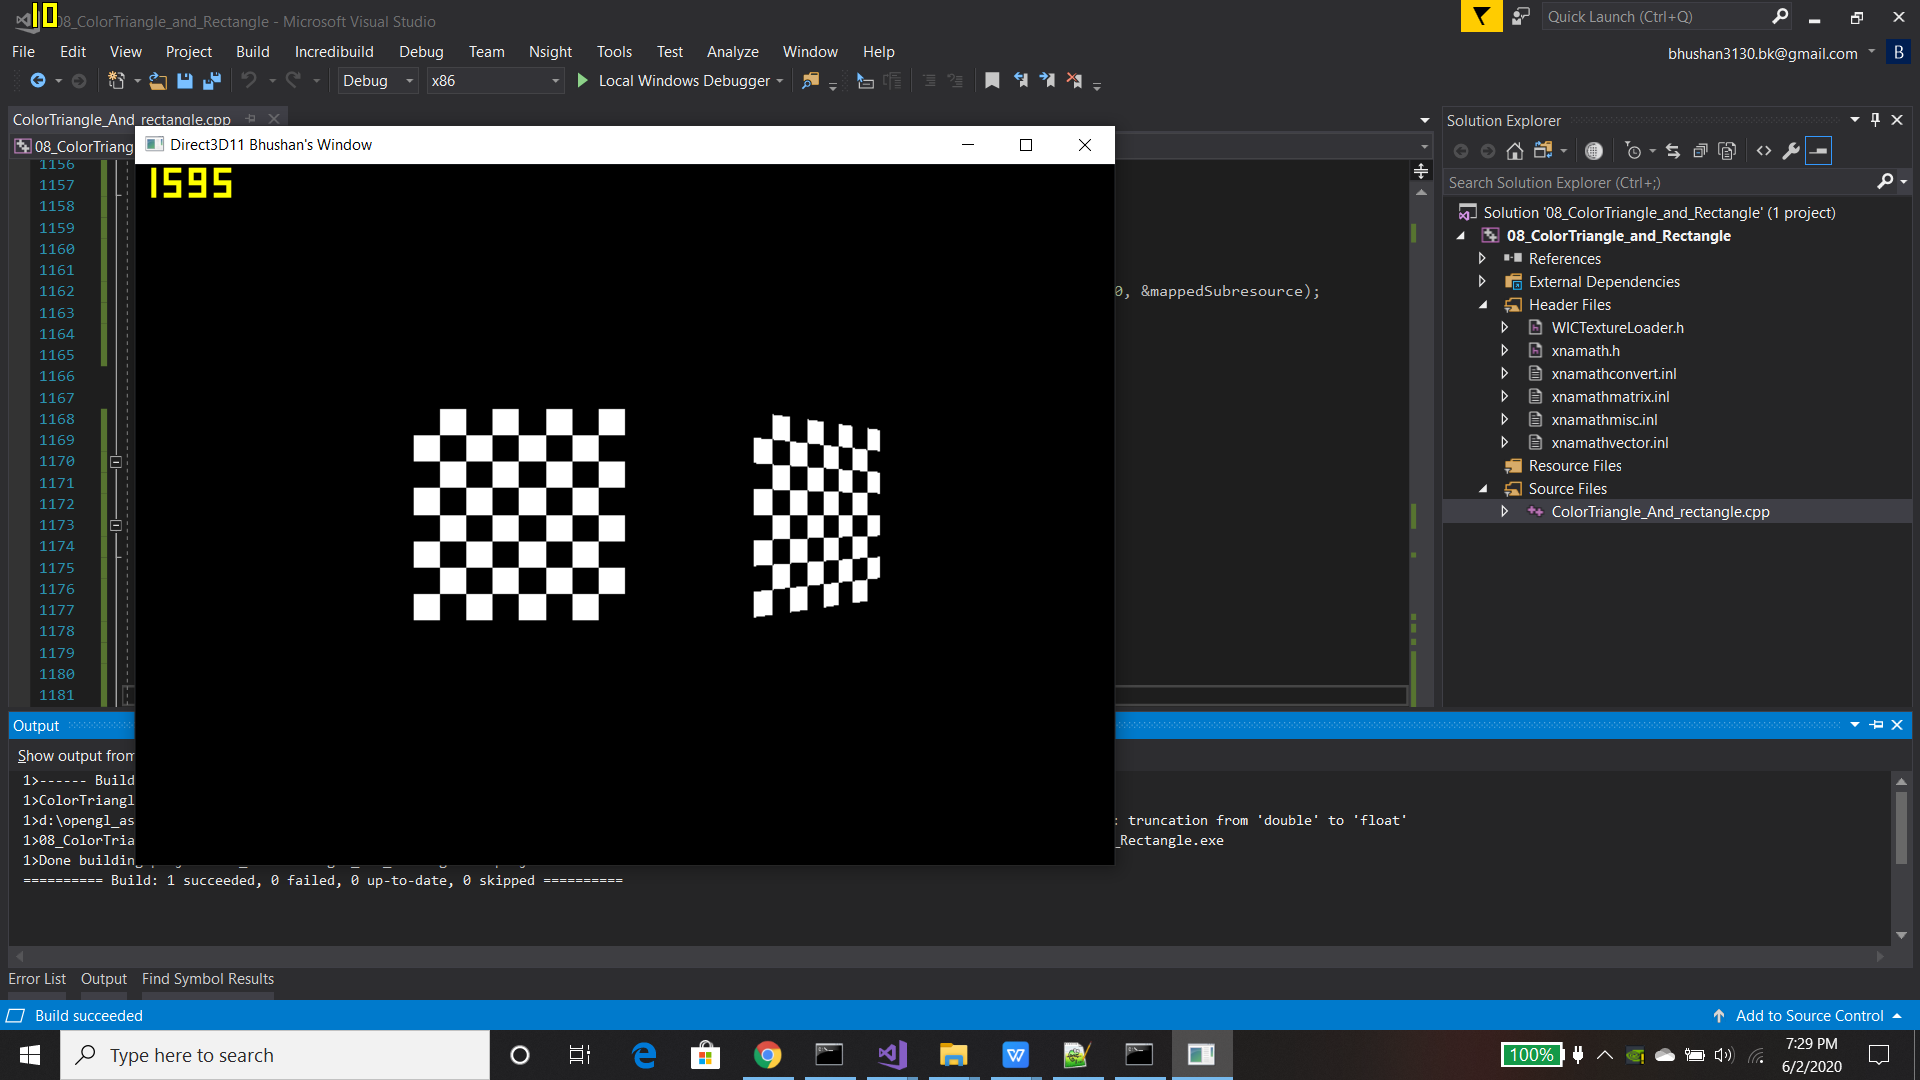 10
08_ColorTriangle_and_Rectangle - Microsoft Visual Studio
Quick Launch (Ctrl+Q)
File Edit View Project Build Incredibuild Debug Team Nsight Tools Test Analyze Window Help
bhushan3130.bk@gmail.com B
Debug x86 Local Windows Debugger
ColorTriangle_And_rectangle.cpp
08_ColorTriang
Direct3D11 Bhushan's Window
1595
1156
1157
1158
1159
1160
1161
1162 0, &mappedSubresource);
1163
1164
1165
1166
1167
1168
1169
1170
1171
1172
1173
1174
1175
1176
1177
1178
1179
1180
1181
Solution Explorer
Search Solution Explorer (Ctrl+;)
Solution '08_ColorTriangle_and_Rectangle' (1 project)
08_ColorTriangle_and_Rectangle
References
External Dependencies
Header Files
WICTextureLoader.h
xnamath.h
xnamathconvert.inl
xnamathmatrix.inl
xnamathmisc.inl
xnamathvector.inl
Resource Files
Source Files
ColorTriangle_And_rectangle.cpp
Output
Show output from
1>------ Build
1>ColorTriangl
1>d:\opengl_as : truncation from 'double' to 'float'
1>08_ColorTria _Rectangle.exe
1>Done building
========== Build: 1 succeeded, 0 failed, 0 up-to-date, 0 skipped ==========
Error List Output Find Symbol Results
Build succeeded
Add to Source Control
Type here to search
100%
7:29 PM
6/2/2020